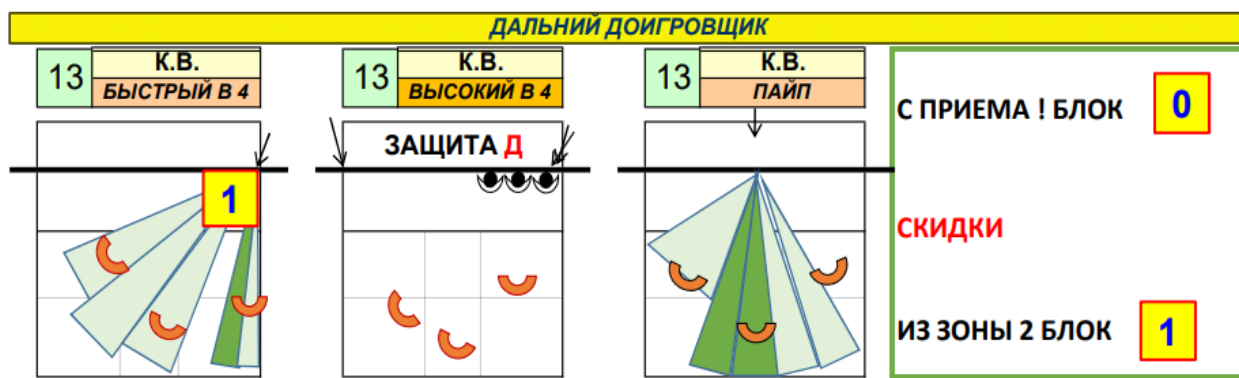 ДАЛЬНИЙ ДОИГРОВЩИК
13
К.В.
БЫСТРЫЙ В 4
13
К.В.
ВЫСОКИЙ В 4
13
К.В.
ПАЙП
1
ЗАЩИТА Д
С ПРИЕМА ! БЛОК 0
СКИДКИ
ИЗ ЗОНЫ 2 БЛОК 1